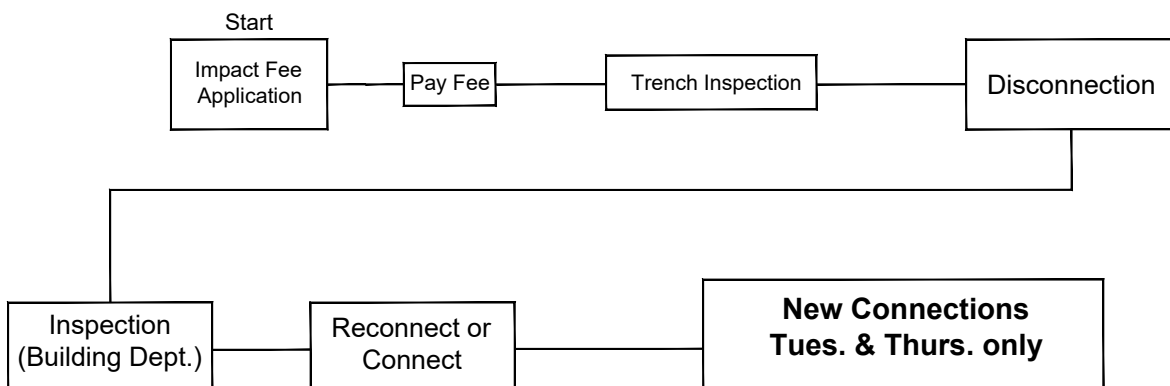 Start
Impact Fee
Application
Pay Fee
Trench Inspection
Disconnection
Inspection
(Building Dept.)
Reconnect or
Connect
New Connections
Tues. & Thurs. only